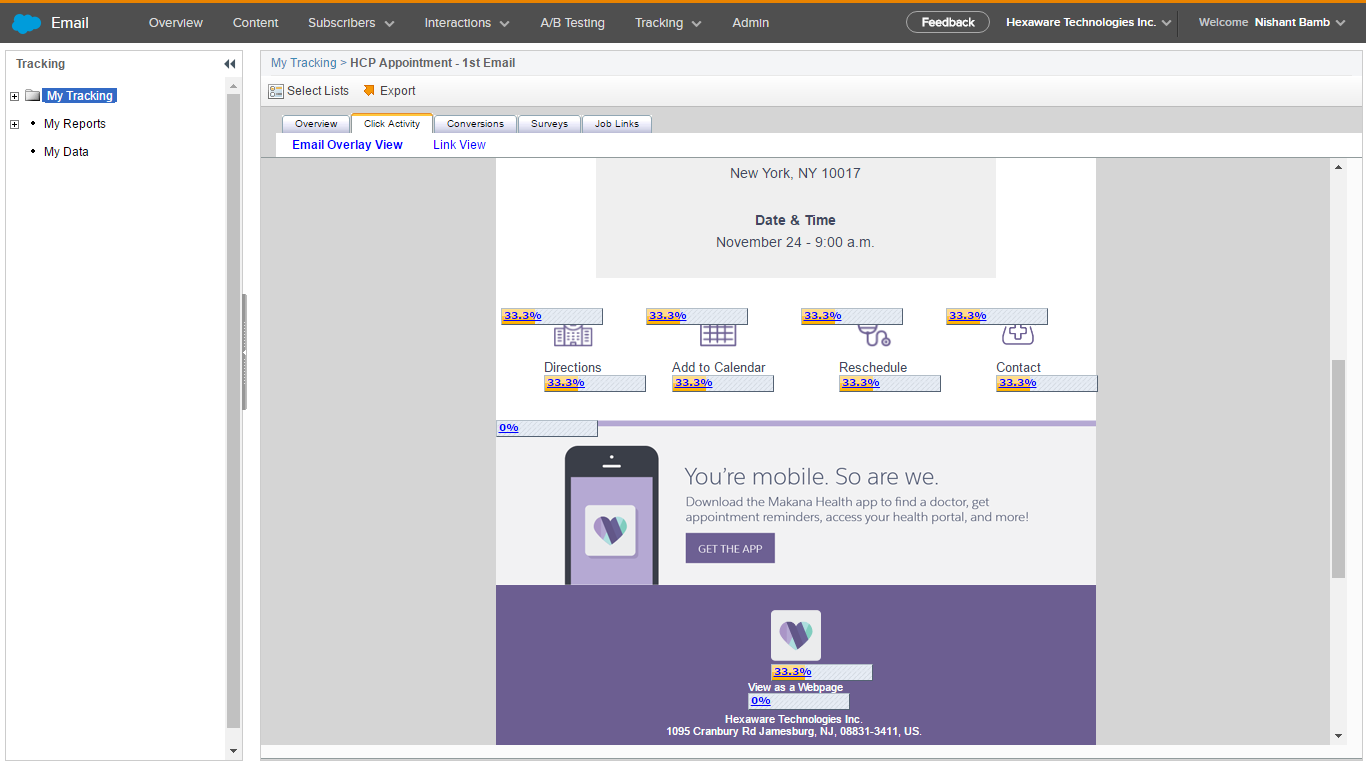 Email Overview Content Subscribers Interactions A/B Testing Tracking Admin Feedback Hexaware Technologies Inc. Welcome Nishant Bamb
Tracking
My Tracking
My Reports
My Data
My Tracking > HCP Appointment - 1st Email
Select Lists Export
Overview Click Activity Conversions Surveys Job Links
Email Overlay View Link View
New York, NY 10017
Date & Time
November 24 - 9:00 a.m.
33.3% 33.3% 33.3% 33.3%
Directions Add to Calendar Reschedule Contact
33.3% 33.3% 33.3% 33.3%
0%
You're mobile. So are we.
Download the Makana Health app to find a doctor, get
appointment reminders, access your health portal, and more!
GET THE APP
33.3%
View as a Webpage
0%
Hexaware Technologies Inc.
1095 Cranbury Rd Jamesburg, NJ, 08831-3411, US.